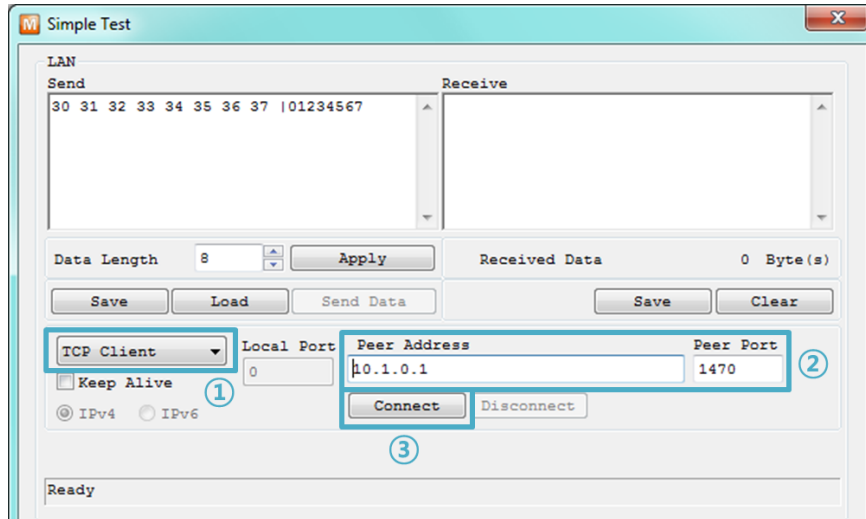 M Simple Test
LAN
Send Receive
30 31 32 33 34 35 36 37 |01234567
Data Length 8 Apply Received Data 0 Byte(s)
Save Load Send Data Save Clear
TCP Client Local Port Peer Address Peer Port
0 10.1.0.1 1470 ②
Keep Alive ①
IPv4 IPv6 Connect Disconnect
③
Ready